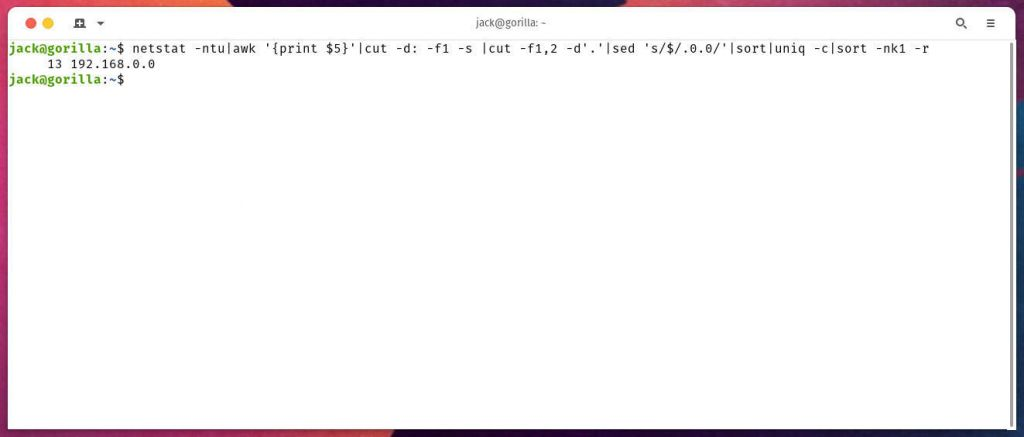 jack@gorilla: ~
jack@gorilla:~$ netstat -ntu|awk '{print $5}'|cut -d: -f1 -s |cut -f1,2 -d'.'|sed 's/$/.0.0/'|sort|uniq -c|sort -nk1 -r
13 192.168.0.0
jack@gorilla:~$